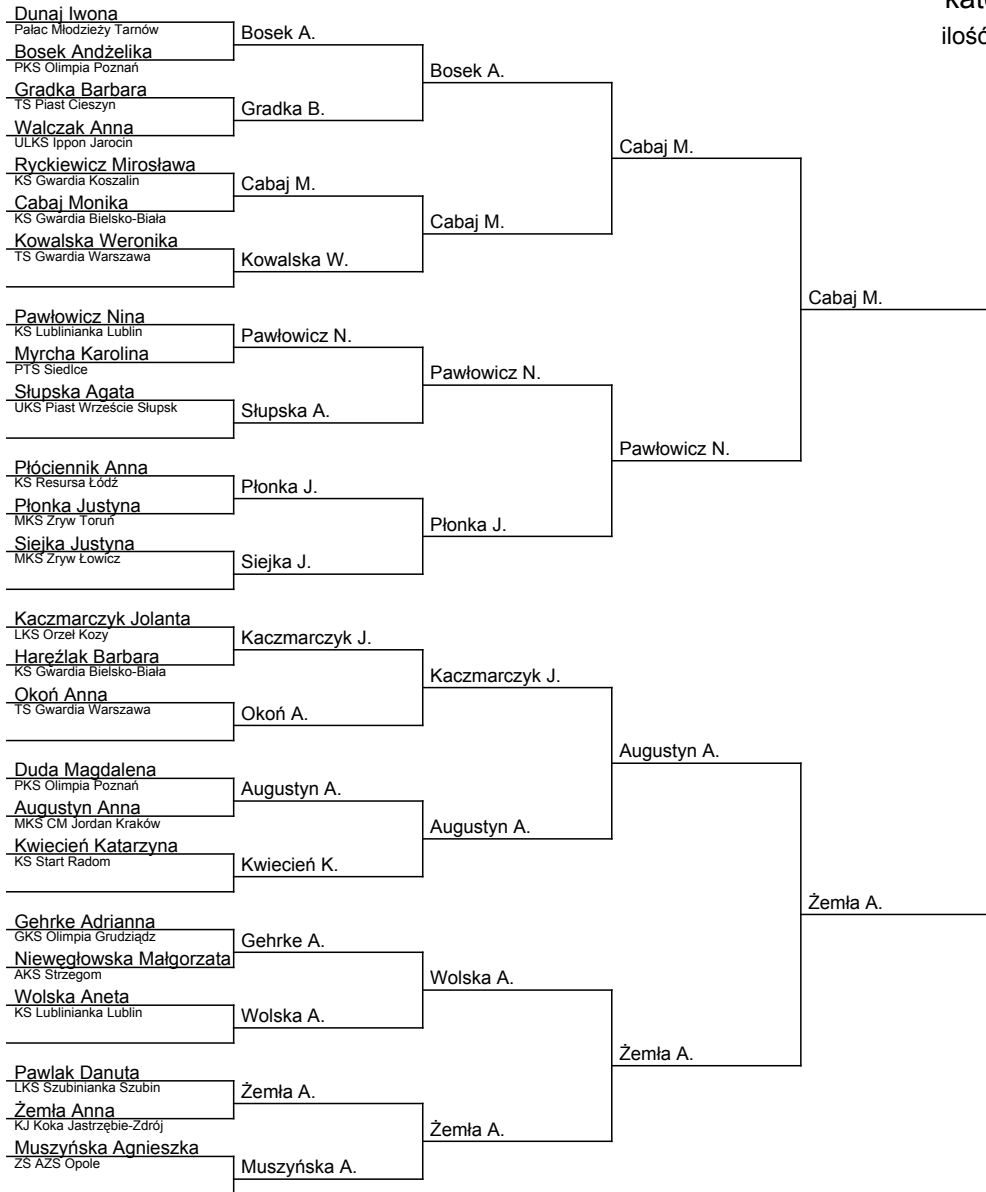 Dunaj Iwona
Pałac Młodzieży Tarnów
Bosek Andżelika
PKS Olimpia Poznań
Gradka Barbara
TS Piast Cieszyn
Walczak Anna
ULKS Ippon Jarocin
Ryckiewicz Mirosława
KS Gwardia Koszalin
Cabaj Monika
KS Gwardia Bielsko-Biała
Kowalska Weronika
TS Gwardia Warszawa
Pawłowicz Nina
KS Lublinianka Lublin
Myrcha Karolina
PTS Siedlce
Słupska Agata
UKS Piast Wrzeście Słupsk
Płóciennik Anna
KS Resursa Łódź
Płonka Justyna
MKS Zryw Toruń
Siejka Justyna
MKS Zryw Łowicz
Kaczmarczyk Jolanta
LKS Orzeł Kozy
Haręźlak Barbara
KS Gwardia Bielsko-Biała
Okoń Anna
TS Gwardia Warszawa
Duda Magdalena
PKS Olimpia Poznań
Augustyn Anna
MKS CM Jordan Kraków
Kwiecień Katarzyna
KS Start Radom
Gehrke Adrianna
GKS Olimpia Grudziądz
Niewęgłowska Małgorzata
AKS Strzegom
Wolska Aneta
KS Lublinianka Lublin
Pawlak Danuta
LKS Szubinianka Szubin
Żemła Anna
KJ Koka Jastrzębie-Zdrój
Muszyńska Agnieszka
ZS AZS Opole
Bosek A.
Gradka B.
Cabaj M.
Kowalska W.
Pawłowicz N.
Słupska A.
Płonka J.
Siejka J.
Kaczmarczyk J.
Okoń A.
Augustyn A.
Kwiecień K.
Gehrke A.
Wolska A.
Żemła A.
Muszyńska A.
Bosek A.
Cabaj M.
Pawłowicz N.
Płonka J.
Kaczmarczyk J.
Augustyn A.
Wolska A.
Żemła A.
Cabaj M.
Pawłowicz N.
Augustyn A.
Żemła A.
Cabaj M.
Żemła A.
ilość